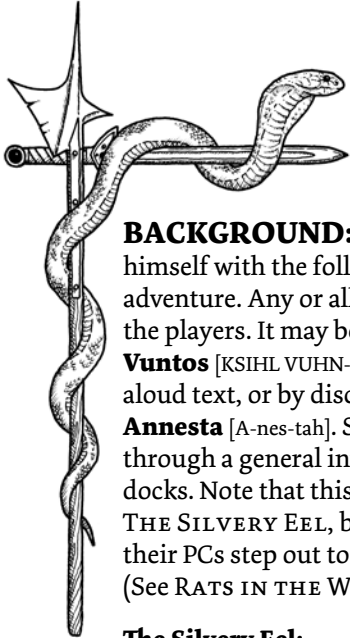 BACKGROUND:
himself with the foll
adventure. Any or al
the players. It may b
Vuntos [KSIHL VUHN-
aloud text, or by disc
Annesta [A-nes-tah]. S
through a general in
docks. Note that this
THE SILVERY EEL, b
their PCs step out to
(See RATS IN THE W
The Silvery Eel: